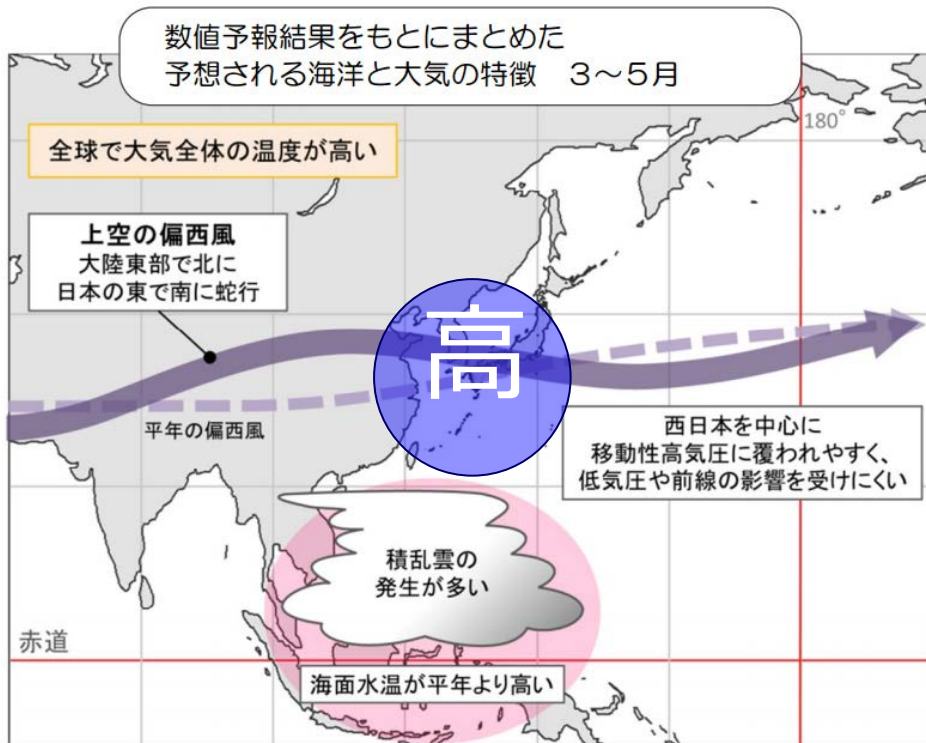 数値予報結果をもとにまとめた
予想される海洋と大気の特徴　3～5月
180°
全球で大気全体の温度が高い
上空の偏西風
大陸東部で北に
日本の東で南に蛇行
高
平年の偏西風
西日本を中心に
移動性高気圧に覆われやすく、
低気圧や前線の影響を受けにくい
積乱雲の
発生が多い
赤道
海面水温が平年より高い